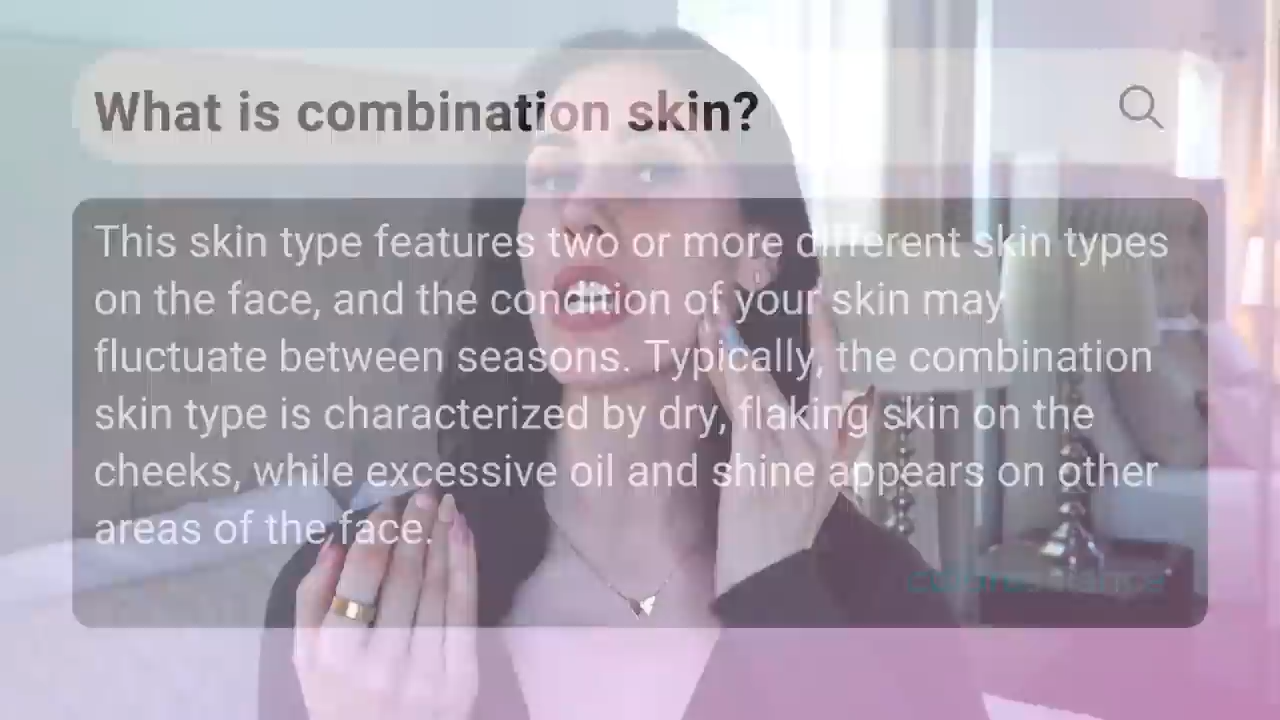 What is combination skin?
This skin type features two or more different skin types
on the face, and the condition of your skin may
fluctuate between seasons. Typically, the combination
skin type is characterized by dry, flaking skin on the
cheeks, while excessive oil and shine appears on other
areas of the face.